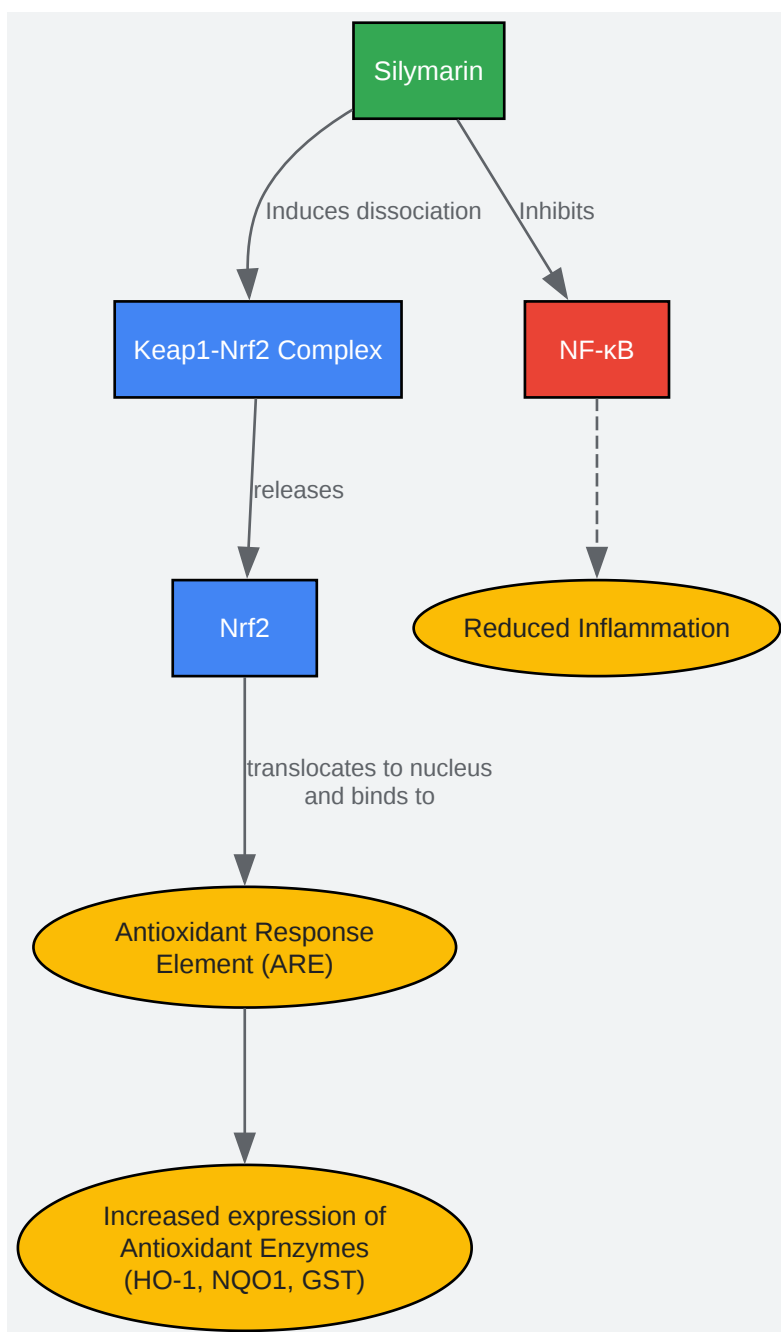 Silymarin
Induces dissociation
Inhibits
Keap1-Nrf2 Complex
NF-κB
releases
Nrf2
Reduced Inflammation
translocates to nucleus
and binds to
Antioxidant Response
Element (ARE)
Increased expression of
Antioxidant Enzymes
(HO-1, NQO1, GST)